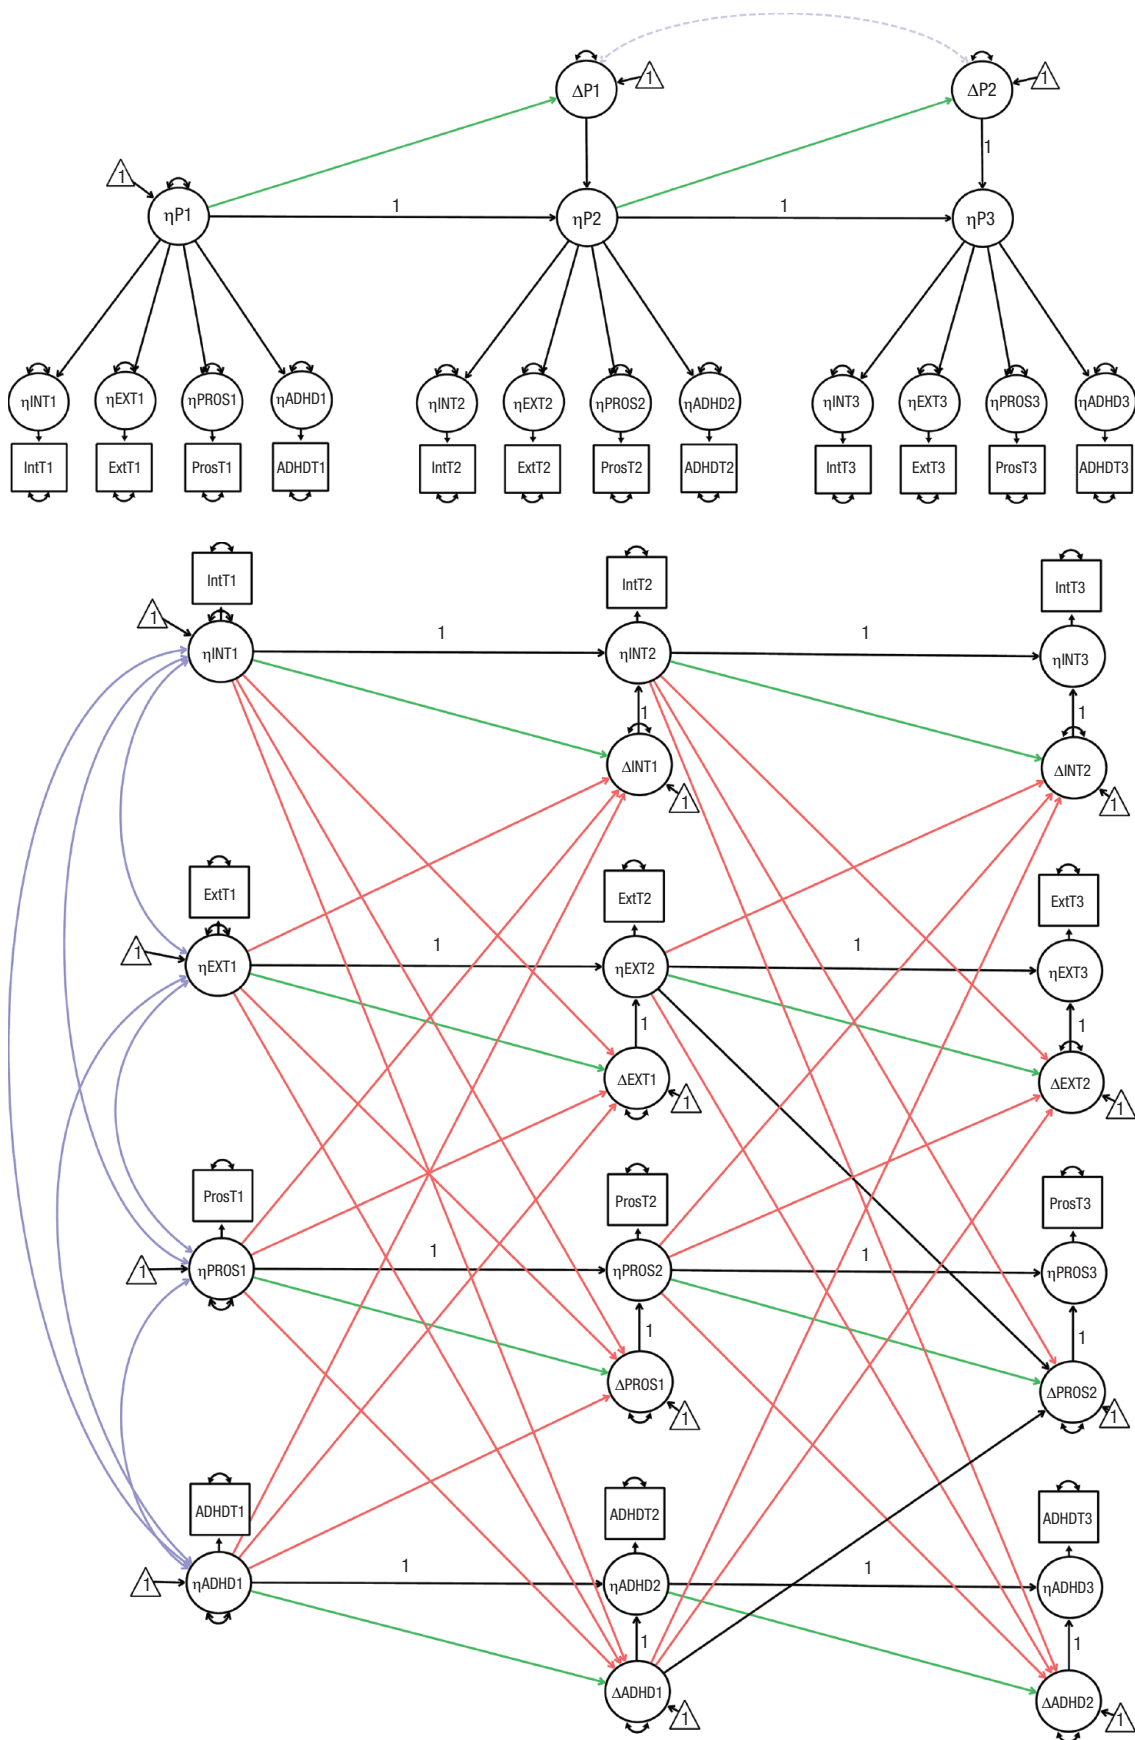 ΔP1
1
ΔP2
1
1
1
ηP1
1
ηP2
1
ηP3
ηINT1
ηEXT1
ηPROS1
ηADHD1
ηINT2
ηEXT2
ηPROS2
ηADHD2
ηINT3
ηEXT3
ηPROS3
ηADHD3
IntT1
ExtT1
ProsT1
ADHDT1
IntT2
ExtT2
ProsT2
ADHDT2
IntT3
ExtT3
ProsT3
ADHDT3
IntT1
IntT2
IntT3
1
ηINT1
1
ηINT2
1
ηINT3
1
1
ΔINT1
1
ΔINT2
1
ExtT1
ExtT2
ExtT3
1
ηEXT1
1
ηEXT2
1
ηEXT3
1
1
ΔEXT1
1
ΔEXT2
1
ProsT1
ProsT2
ProsT3
1
ηPROS1
1
ηPROS2
1
ηPROS3
1
1
ΔPROS1
1
ΔPROS2
1
ADHDT1
ADHDT2
ADHDT3
1
ηADHD1
1
ηADHD2
1
ηADHD3
1
1
ΔADHD1
1
ΔADHD2
1